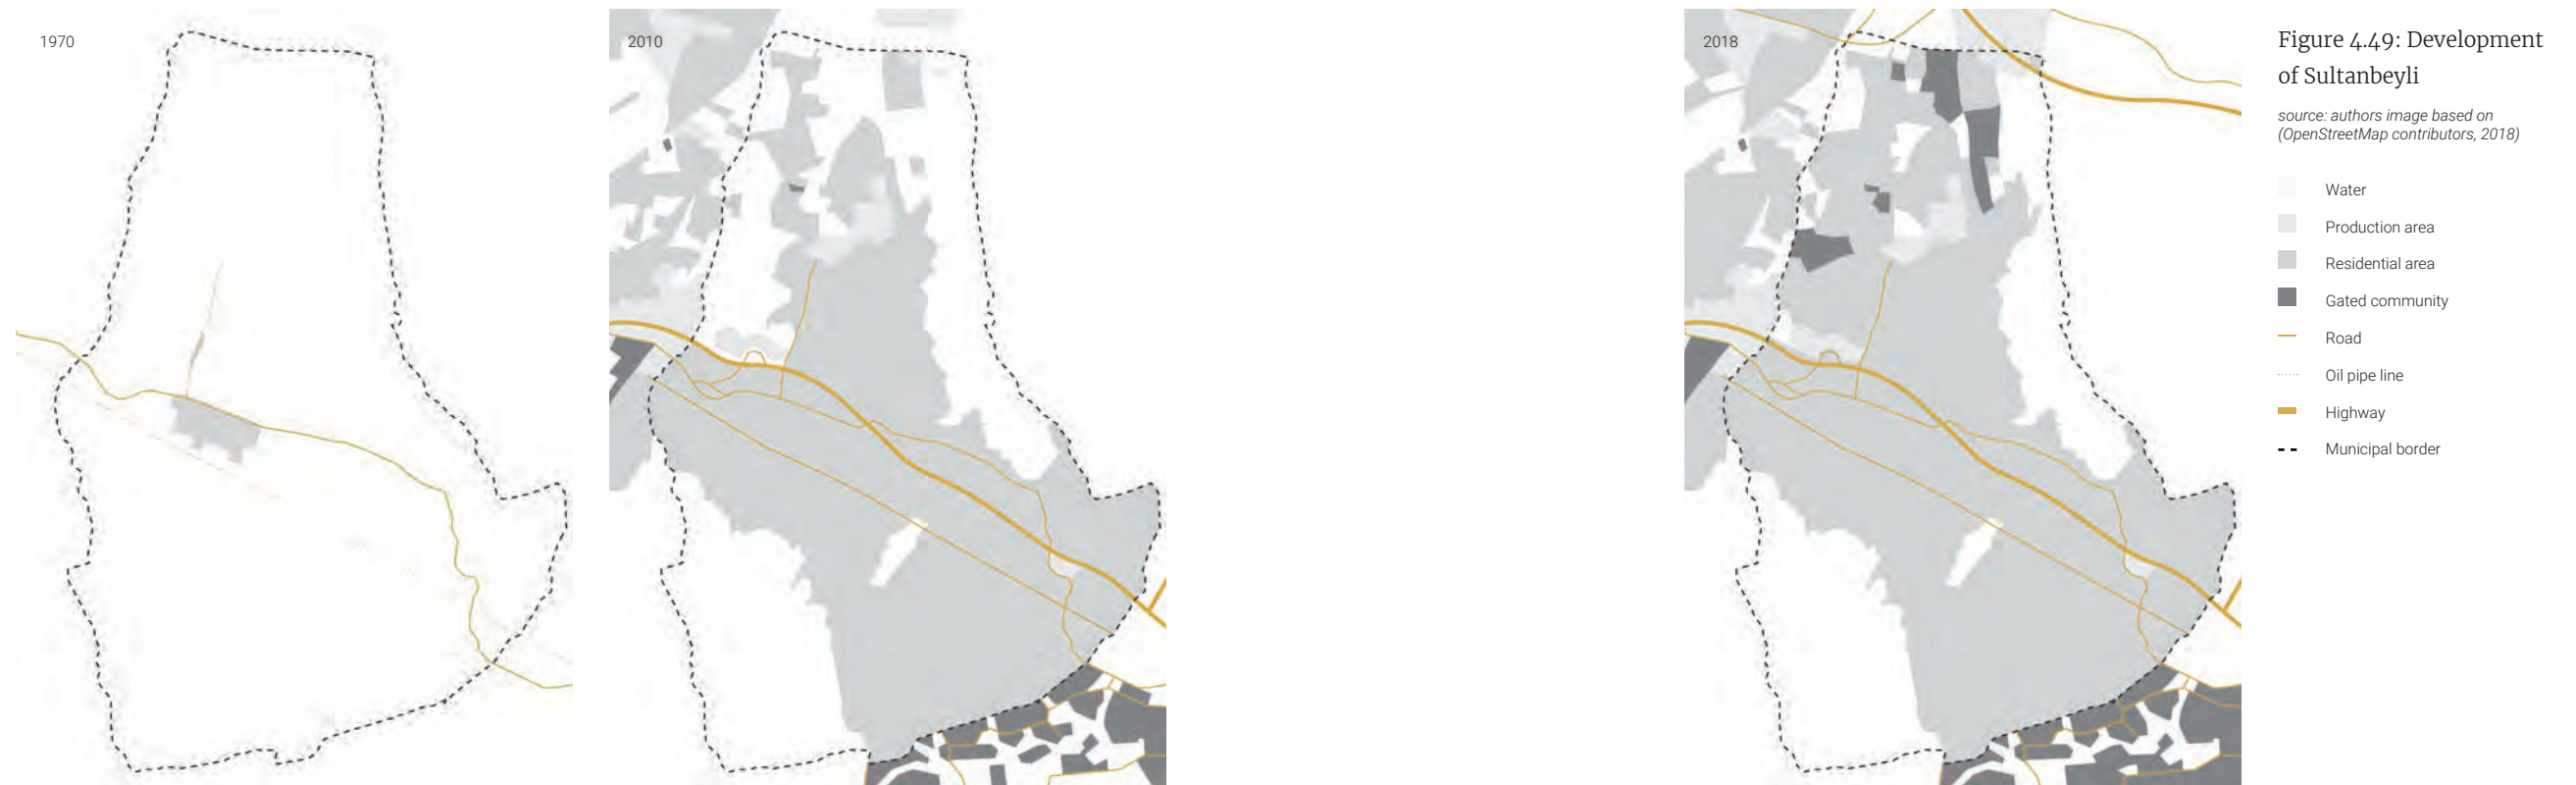 1970
2010
2018
Figure 4.49: Development
of Sultanbeyli
source: authors image based on
(OpenStreetMap contributors, 2018)
Water
Production area
Residential area
Gated community
Road
Oil pipe line
Highway
Municipal border